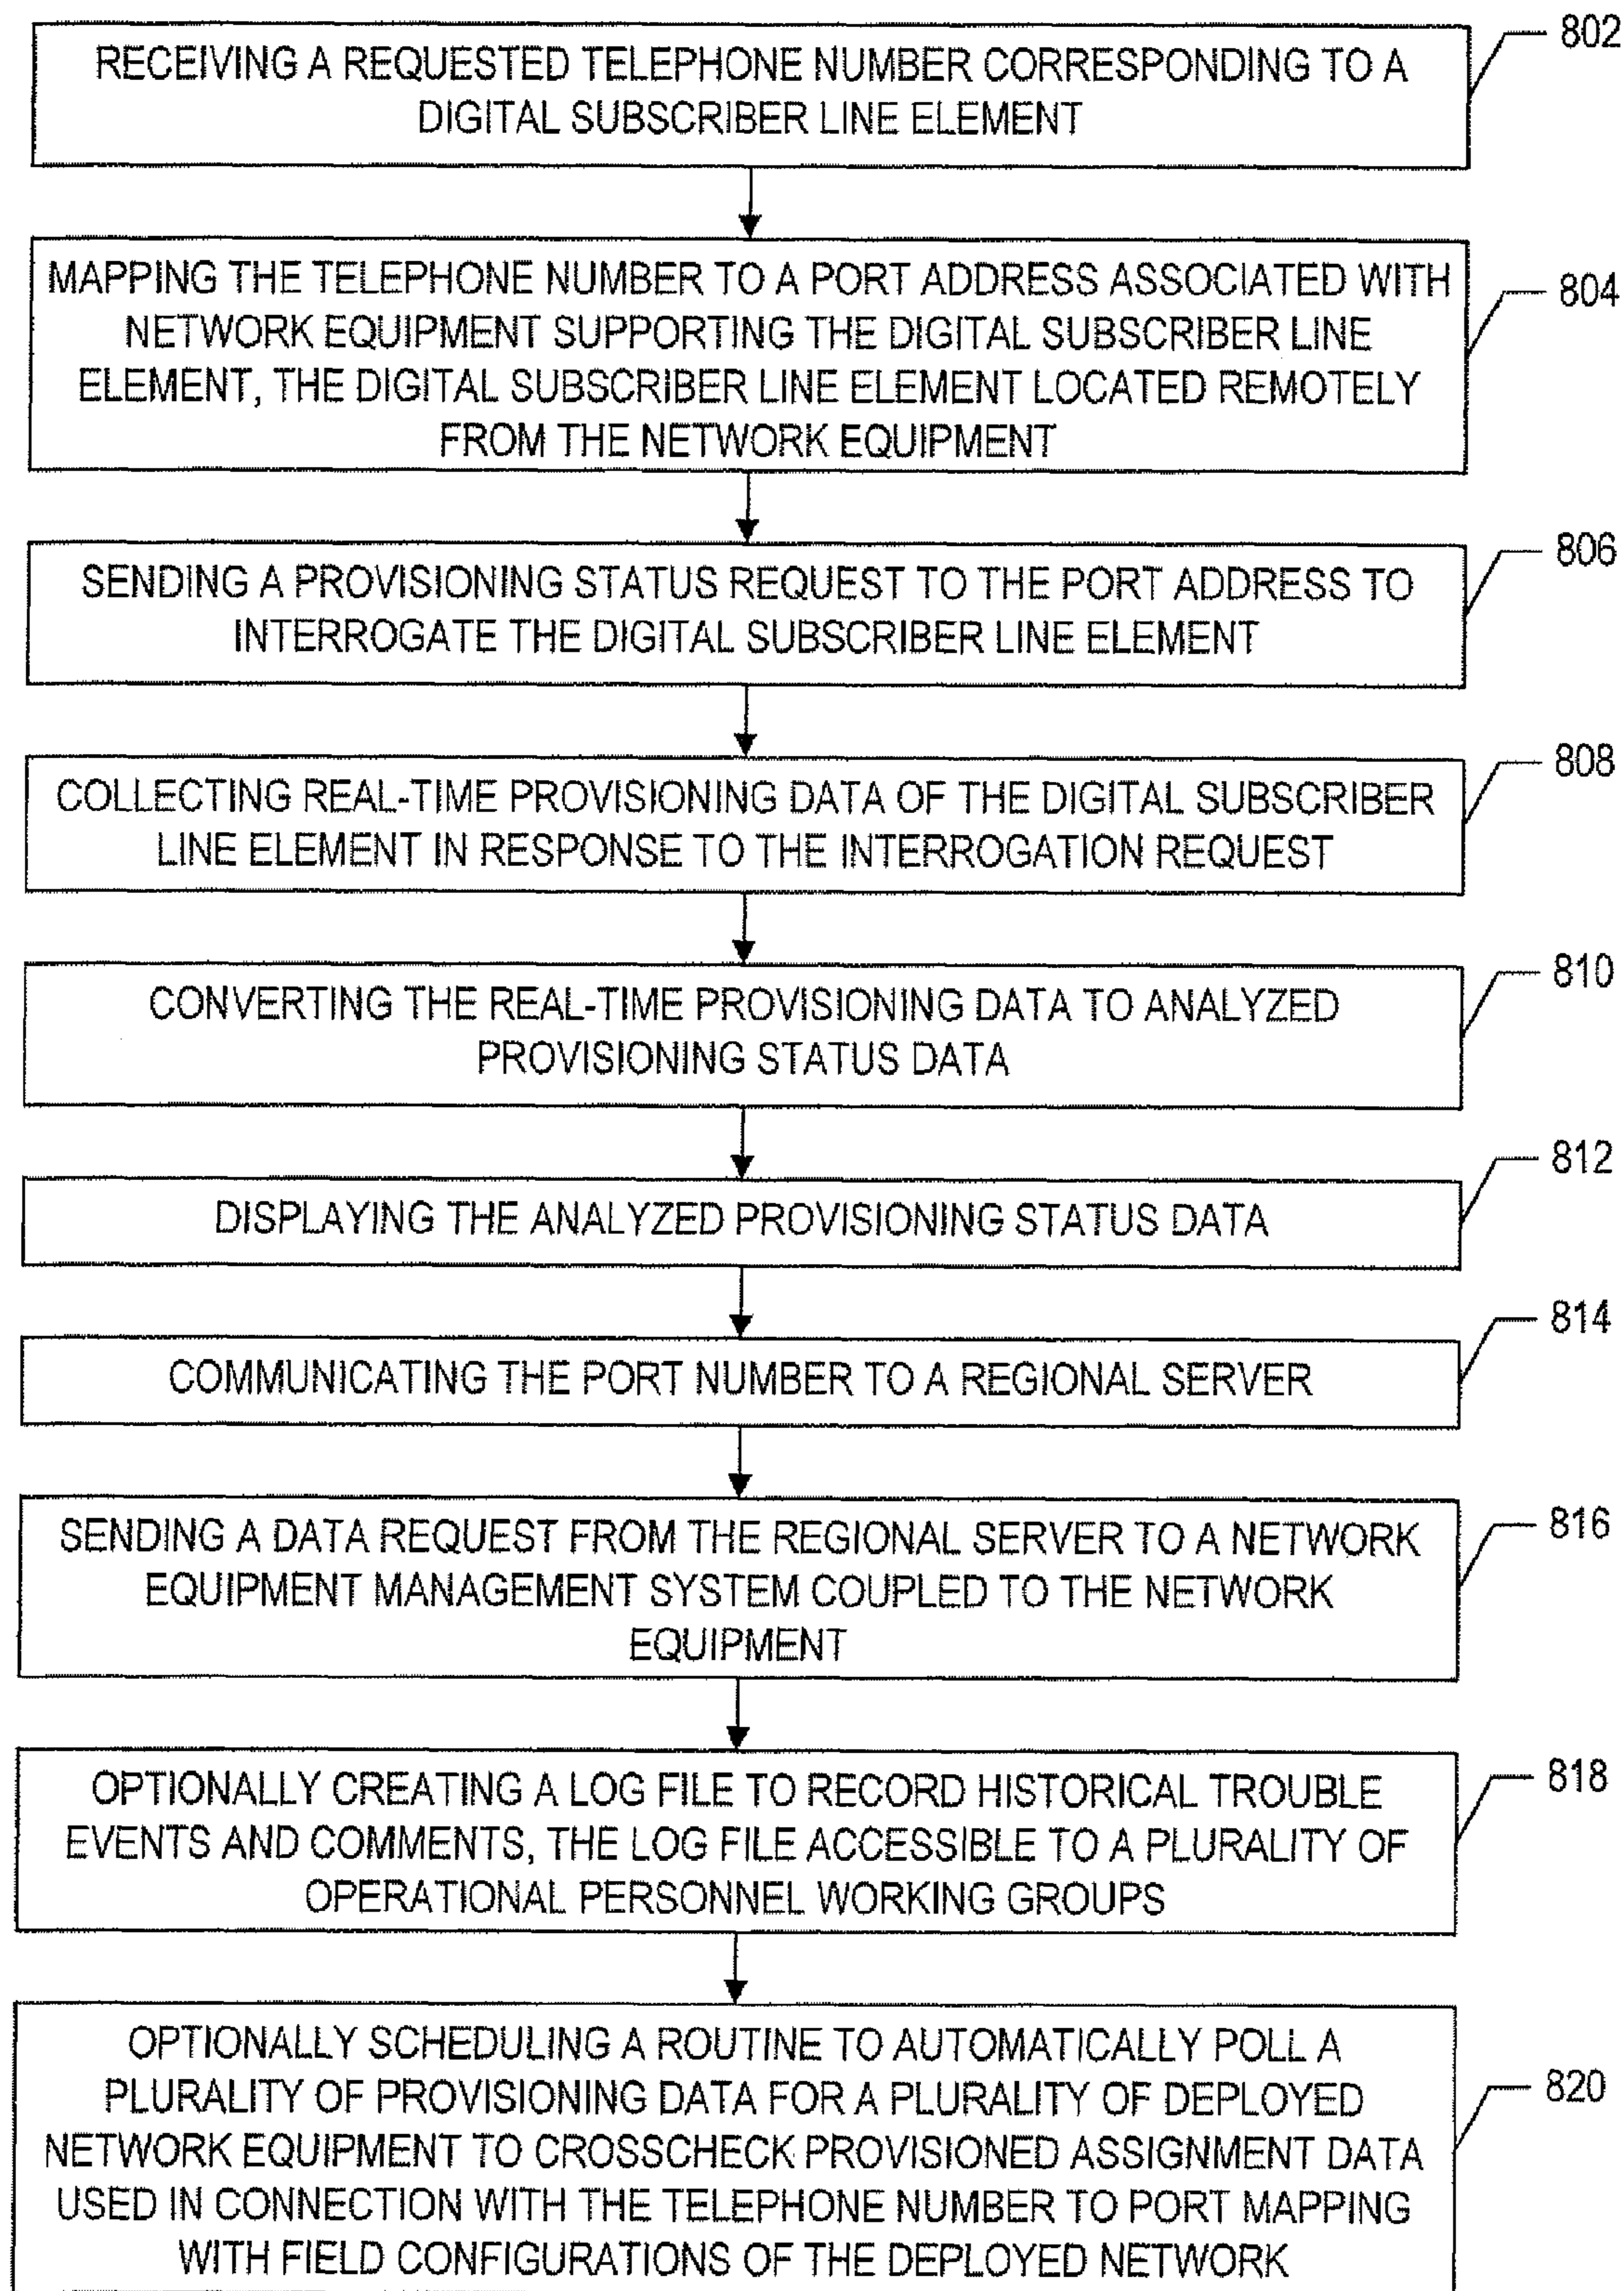 RECEIVING A REQUESTED TELEPHONE NUMBER CORRESPONDING TO A
DIGITAL SUBSCRIBER LINE ELEMENT
802
MAPPING THE TELEPHONE NUMBER TO A PORT ADDRESS ASSOCIATED WITH
NETWORK EQUIPMENT SUPPORTING THE DIGITAL SUBSCRIBER LINE
ELEMENT, THE DIGITAL SUBSCRIBER LINE ELEMENT LOCATED REMOTELY
FROM THE NETWORK EQUIPMENT
804
SENDING A PROVISIONING STATUS REQUEST TO THE PORT ADDRESS TO
INTERROGATE THE DIGITAL SUBSCRIBER LINE ELEMENT
806
COLLECTING REAL-TIME PROVISIONING DATA OF THE DIGITAL SUBSCRIBER
LINE ELEMENT IN RESPONSE TO THE INTERROGATION REQUEST
808
CONVERTING THE REAL-TIME PROVISIONING DATA TO ANALYZED
PROVISIONING STATUS DATA
810
DISPLAYING THE ANALYZED PROVISIONING STATUS DATA
812
COMMUNICATING THE PORT NUMBER TO A REGIONAL SERVER
814
SENDING A DATA REQUEST FROM THE REGIONAL SERVER TO A NETWORK
EQUIPMENT MANAGEMENT SYSTEM COUPLED TO THE NETWORK
EQUIPMENT
816
OPTIONALLY CREATING A LOG FILE TO RECORD HISTORICAL TROUBLE
EVENTS AND COMMENTS, THE LOG FILE ACCESSIBLE TO A PLURALITY OF
OPERATIONAL PERSONNEL WORKING GROUPS
818
OPTIONALLY SCHEDULING A ROUTINE TO AUTOMATICALLY POLL A
PLURALITY OF PROVISIONING DATA FOR A PLURALITY OF DEPLOYED
NETWORK EQUIPMENT TO CROSSCHECK PROVISIONED ASSIGNMENT DATA
USED IN CONNECTION WITH THE TELEPHONE NUMBER TO PORT MAPPING
WITH FIELD CONFIGURATIONS OF THE DEPLOYED NETWORK
820